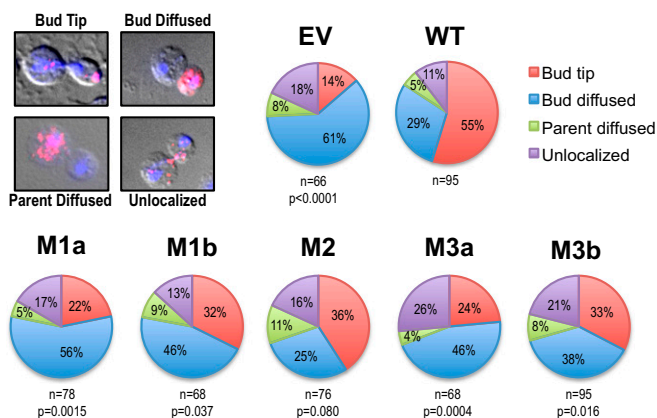 Bud Tip
Bud Diffused
Parent Diffused
Unlocalized
EV
14%
61%
8%
18%
n=66
p<0.0001
WT
55%
29%
5%
11%
n=95
Bud tip
Bud diffused
Parent diffused
Unlocalized
M1a
22%
56%
5%
17%
n=78
p=0.0015
M1b
32%
46%
9%
13%
n=68
p=0.037
M2
36%
25%
11%
16%
n=76
p=0.080
M3a
24%
46%
4%
26%
n=68
p=0.0004
M3b
33%
38%
8%
21%
n=95
p=0.016